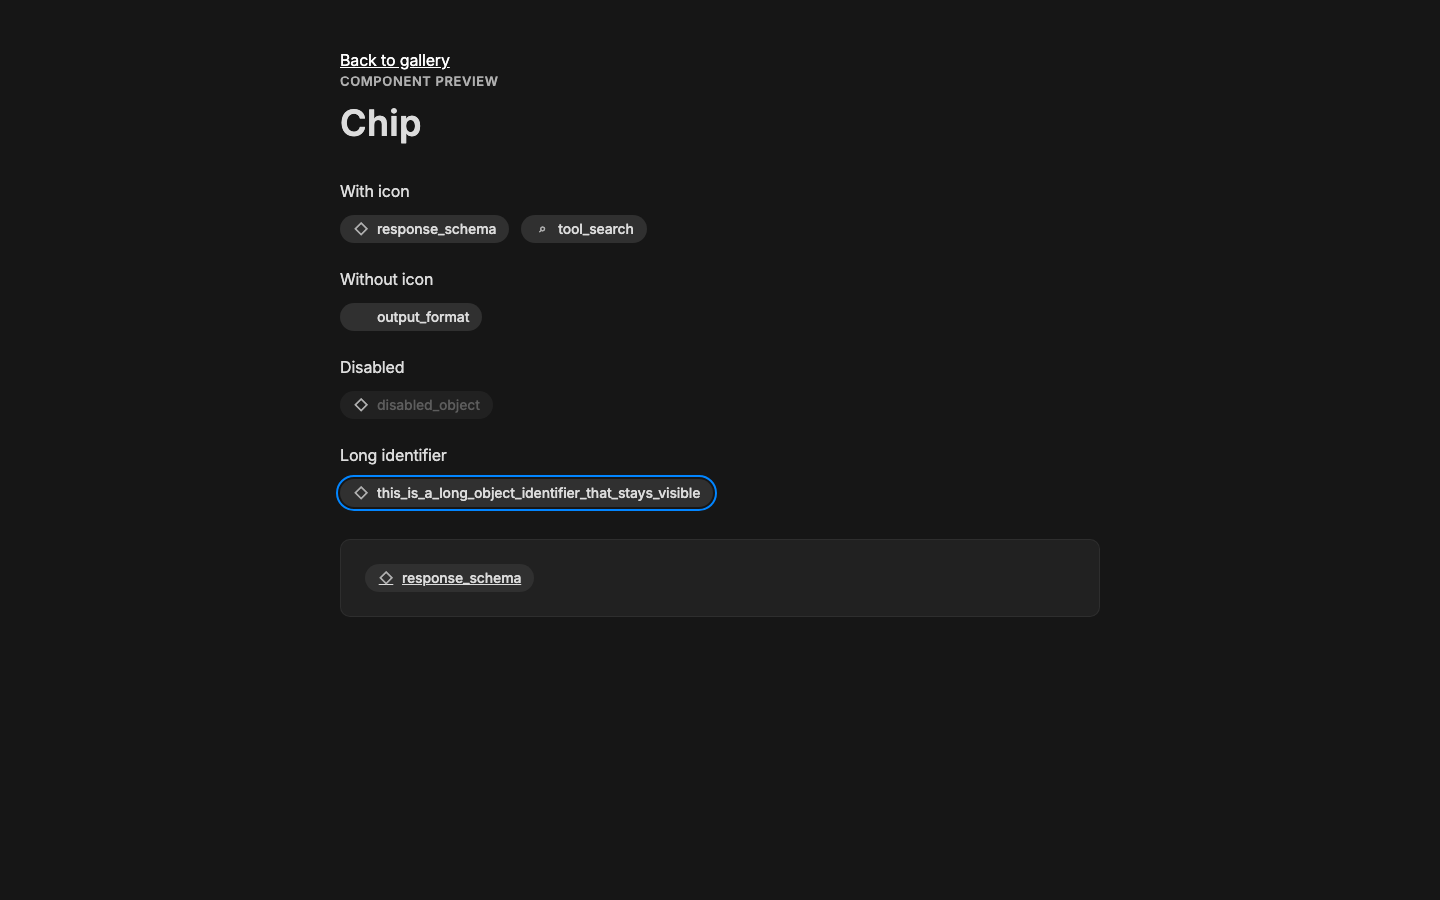 Back to gallery
COMPONENT PREVIEW
Chip
With icon
response_schema
tool_search
Without icon
output_format
Disabled
disabled_object
Long identifier
this_is_a_long_object_identifier_that_stays_visible
response_schema